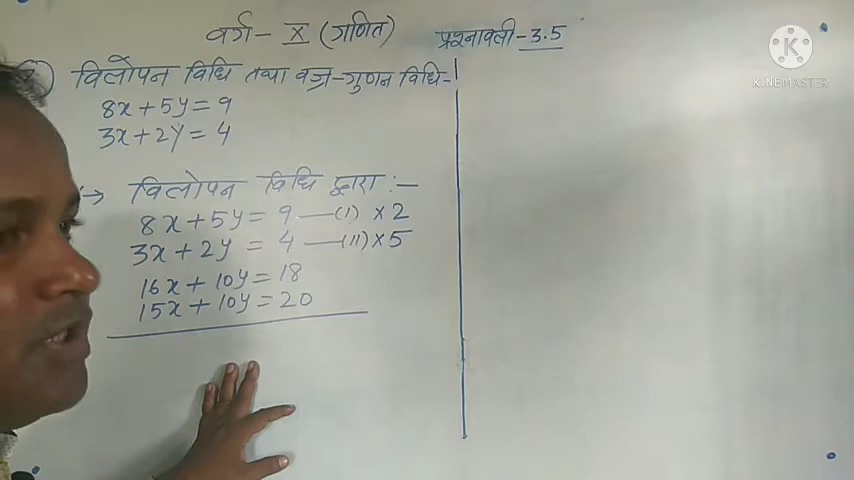 वर्ग - X (गणित) प्रश्नावली - 3.5
विलोपन विधि तथा वज्र-गुणन विधि-
8x + 5y = 9
3x + 2y = 4
→ विलोपन विधि द्वारा :-
8x + 5y = 9 —(I) × 2
3x + 2y = 4 —(II) × 5
16x + 10y = 18
15x + 10y = 20
K
KINEMASTER